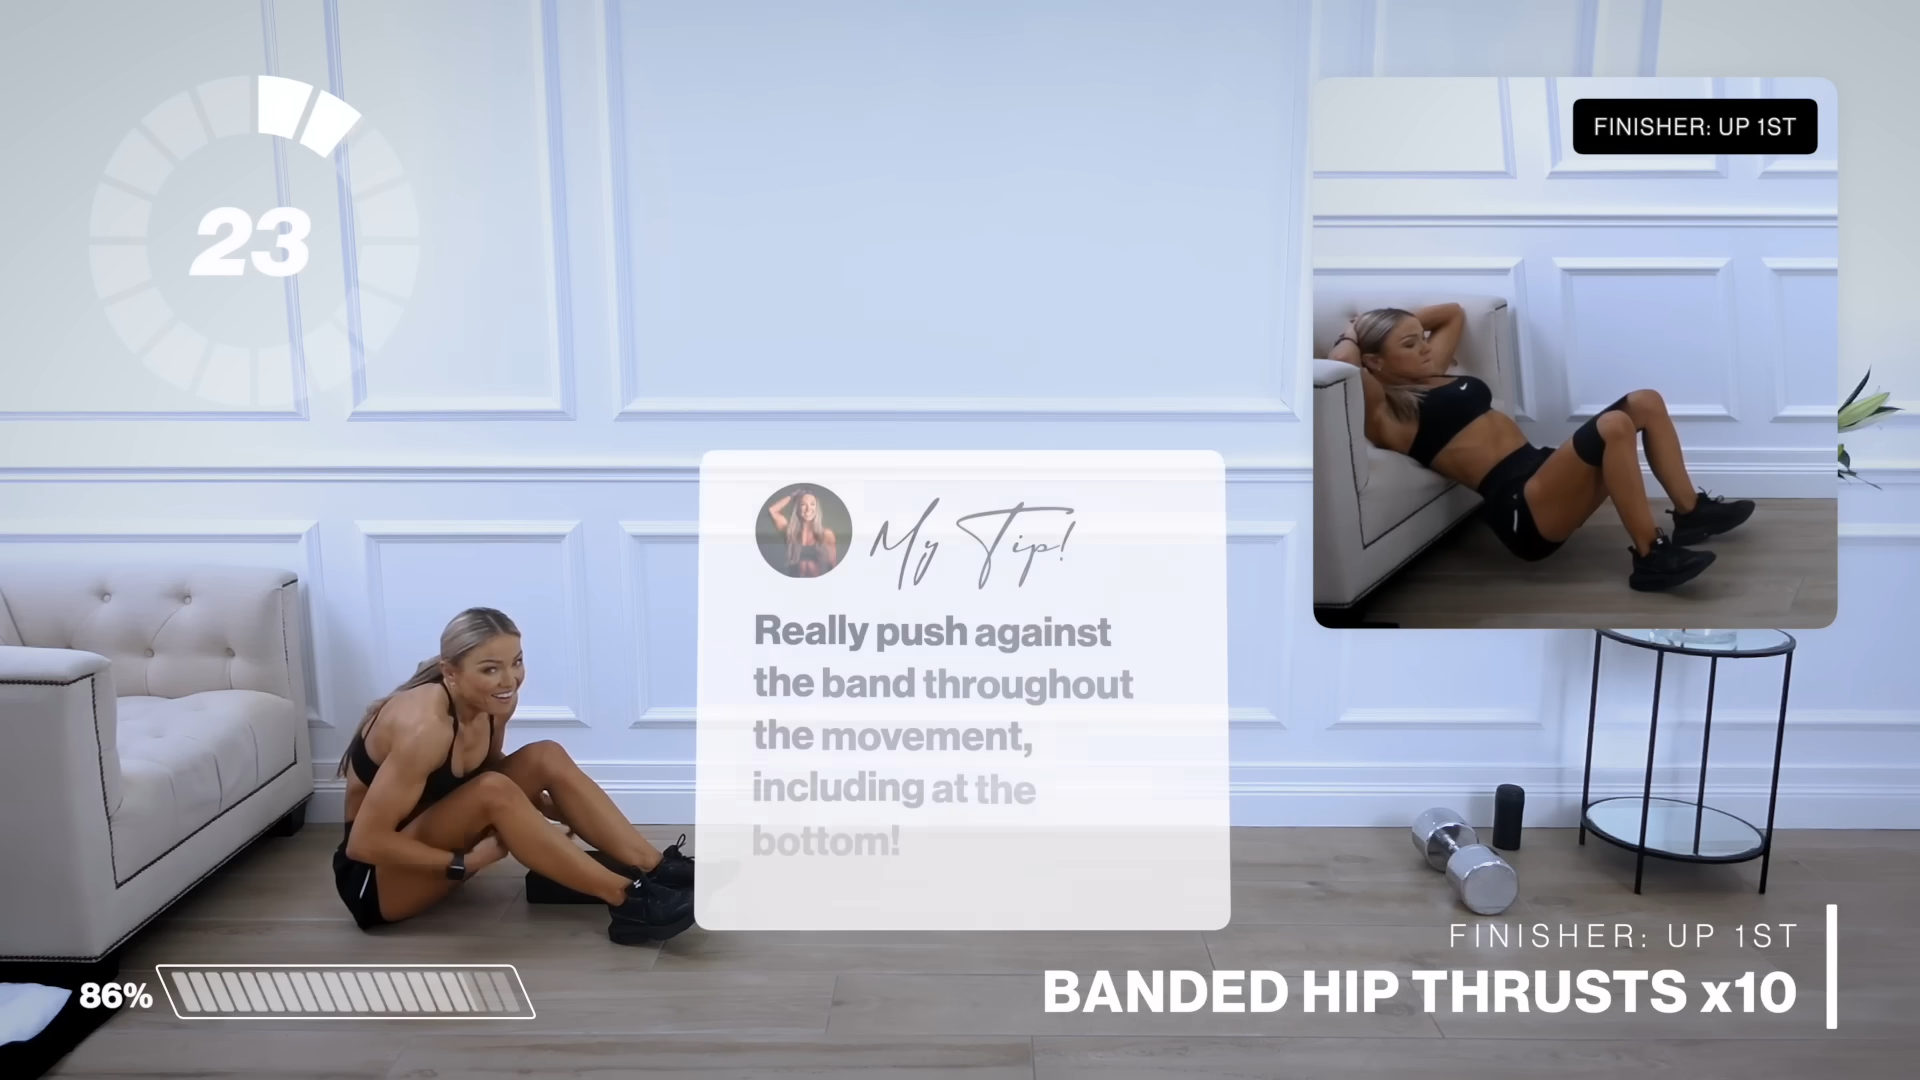 23
FINISHER: UP 1ST
My Tip!
Really push against
the band throughout
the movement,
including at the
bottom!
86%
FINISHER: UP 1ST
BANDED HIP THRUSTS x10